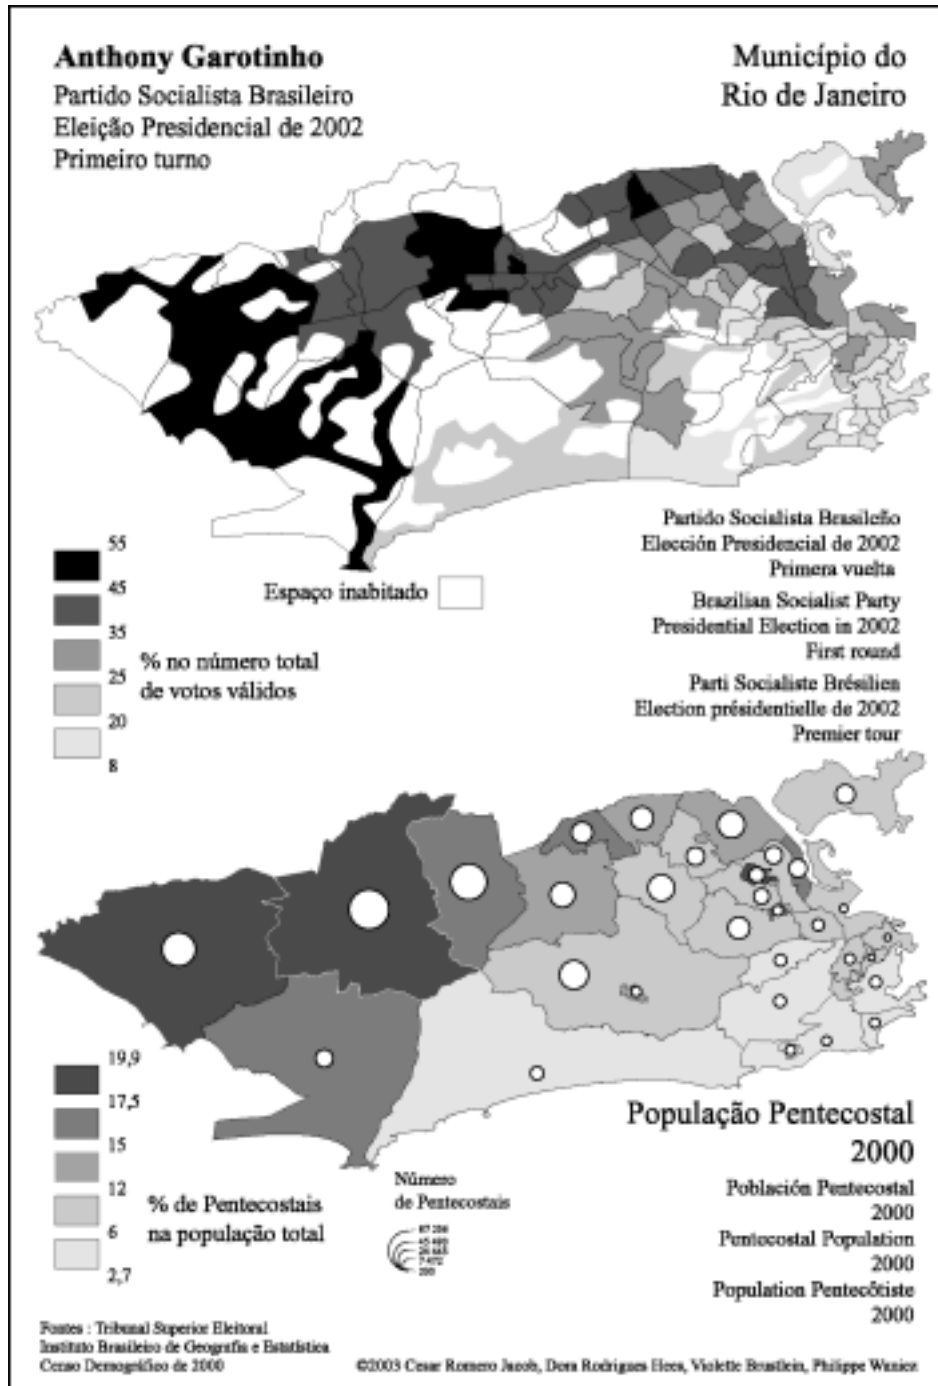 Anthony Garotinho
Partido Socialista Brasileiro
Eleição Presidencial de 2002
Primeiro turno
Município do
Rio de Janeiro
Partido Socialista Brasileño
Elección Presidencial de 2002
Primera vuelta
Brazilian Socialist Party
Presidential Election in 2002
First round
Parti Socialiste Brésilien
Election présidentielle de 2002
Premier tour
Espaço inabitado
55
45
35
25
20
8
% no número total
de votos válidos
19,9
17,5
15
12
6
2,7
% de Pentecostais
na população total
Número
de Pentecostais
7 472
População Pentecostal
2000
Población Pentecostal
2000
Pentecostal Population
2000
Population Pentecôtiste
2000
Fontes : Tribunal Superior Eleitoral
Instituto Brasileiro de Geografia e Estatística
Censo Demográfico de 2000
©2003 Cesar Romero Jacob, Dora Rodrigues Hees, Violette Brustlein, Philippe Waniez